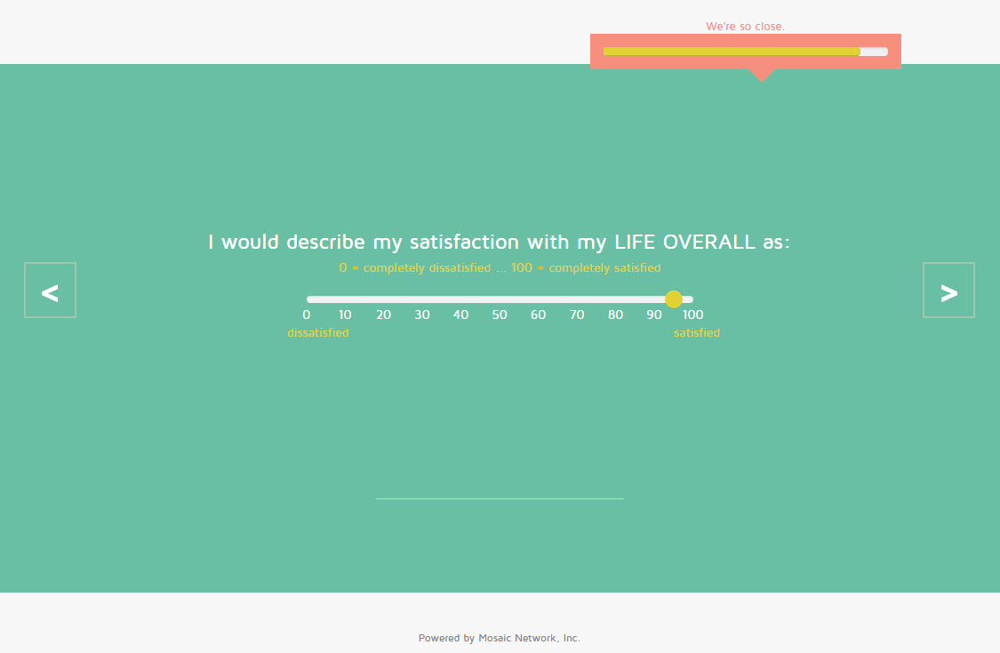 We're so close.
I would describe my satisfaction with my LIFE OVERALL as:
0 = completely dissatisfied ... 100 = completely satisfied
<
>
0 10 20 30 40 50 60 70 80 90 100
dissatisfied satisfied
Powered by Mosaic Network, Inc.